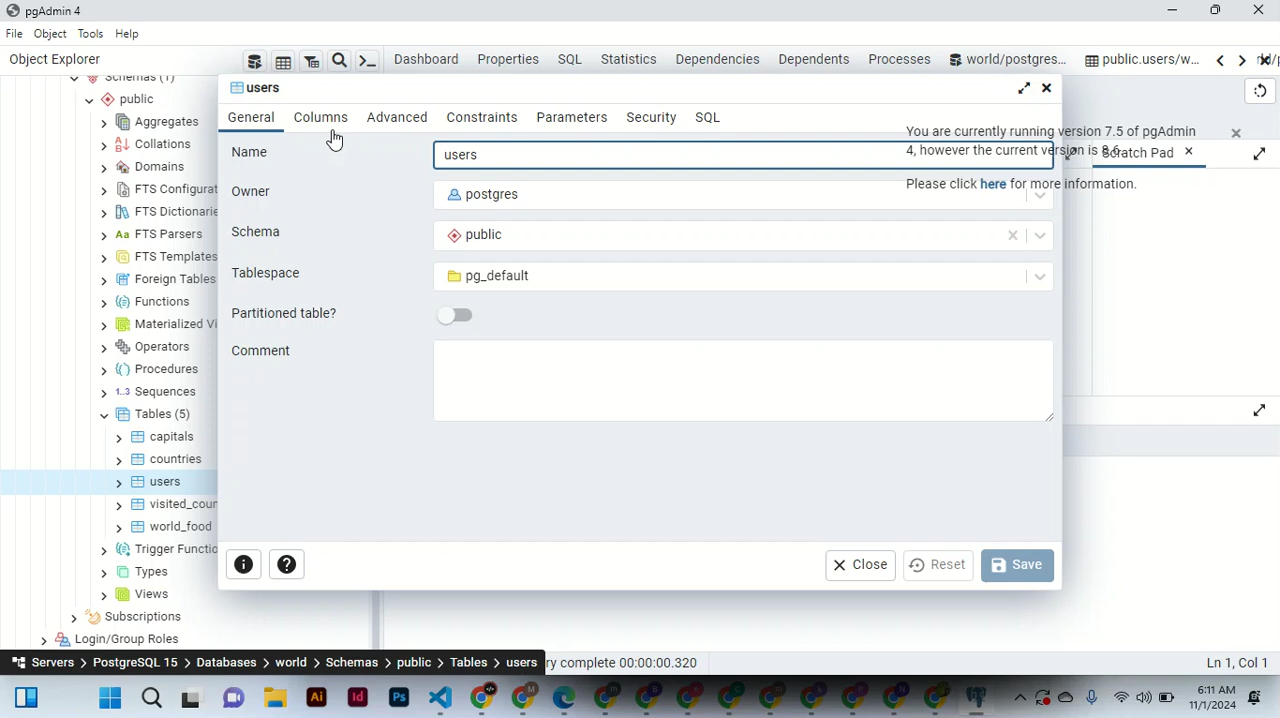 pgAdmin 4
File Object Tools Help
Object Explorer
Dashboard Properties SQL Statistics Dependencies Dependents Processes world/postgres... public.users/w...
Schemas (1)
public
Aggregates
Collations
Domains
FTS Configurat
FTS Dictionarie
FTS Parsers
FTS Templates
Foreign Tables
Functions
Materialized Vi
Operators
Procedures
1..3 Sequences
Tables (5)
capitals
countries
users
visited_coun
world_food
Trigger Functio
Types
Views
Subscriptions
Login/Group Roles
users
General Columns Advanced Constraints Parameters Security SQL
Name users
Owner postgres
Schema public
Tablespace pg_default
Partitioned table?
Comment
Close Reset Save
You are currently running version 7.5 of pgAdmin
4, however the current version is 8.6.
Please click here for more information.
Scratch Pad
Servers > PostgreSQL 15 > Databases > world > Schemas > public > Tables > users
ry complete 00:00:00.320
Ln 1, Col 1
6:11 AM
11/1/2024